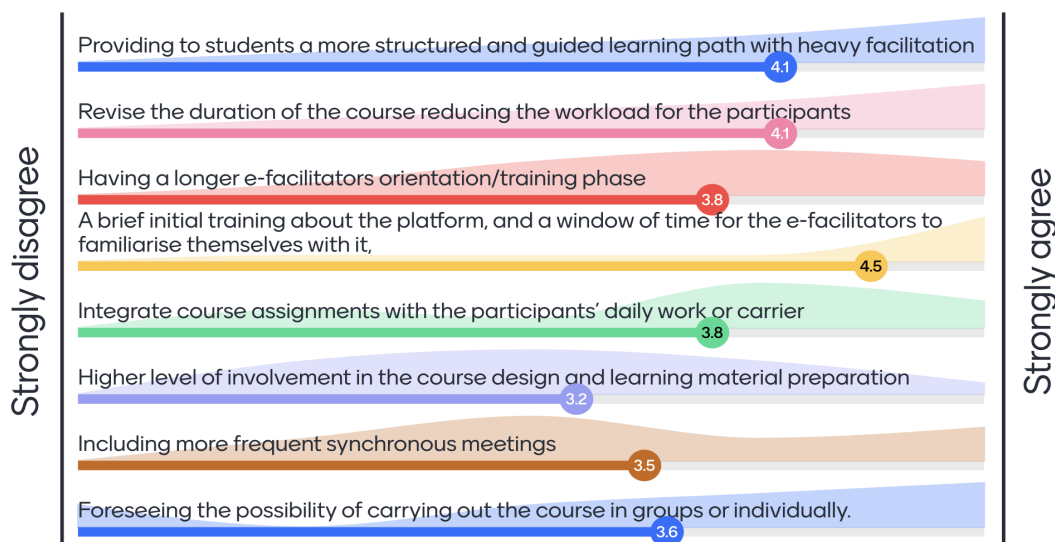 Strongly disagree
Providing to students a more structured and guided learning path with heavy facilitation
4.1
Revise the duration of the course reducing the workload for the participants
4.1
Having a longer e-facilitators orientation/training phase
3.8
A brief initial training about the platform, and a window of time for the e-facilitators to
familiarise themselves with it,
4.5
Integrate course assignments with the participants' daily work or carrier
3.8
Higher level of involvement in the course design and learning material preparation
3.2
Including more frequent synchronous meetings
3.5
Foreseeing the possibility of carrying out the course in groups or individually.
3.6
Strongly agree